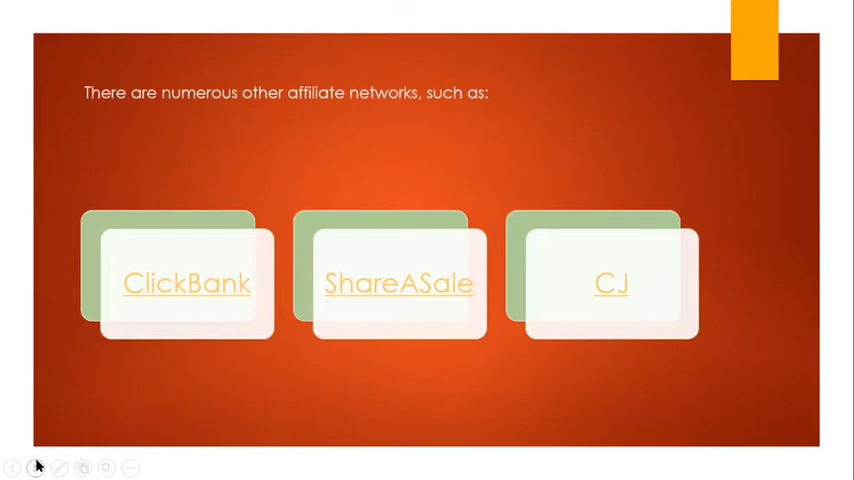 There are numerous other affiliate networks, such as:
ClickBank
ShareASale
CJ